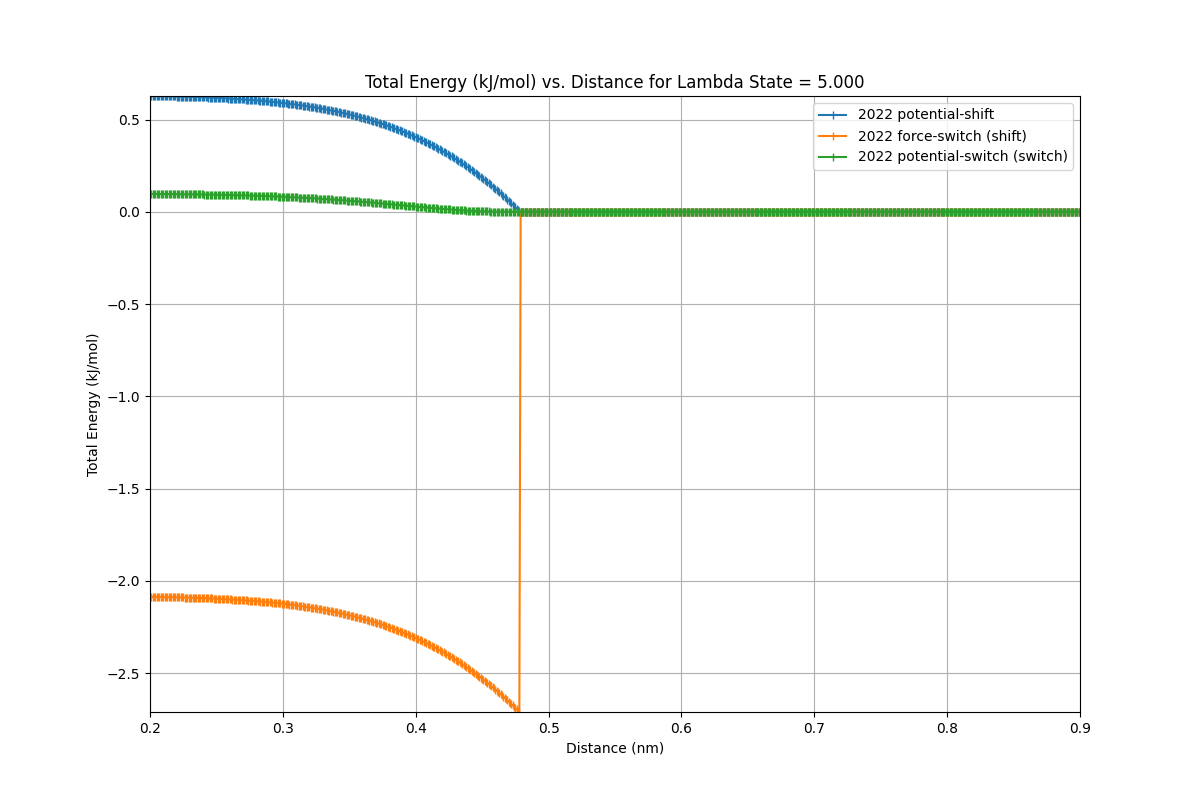 Total Energy (kJ/mol) vs. Distance for Lambda State = 5.000
2022 potential-shift
2022 force-switch (shift)
2022 potential-switch (switch)
Total Energy (kJ/mol)
0.5
0.0
−0.5
−1.0
−1.5
−2.0
−2.5
0.2 0.3 0.4 0.5 0.6 0.7 0.8 0.9
Distance (nm)